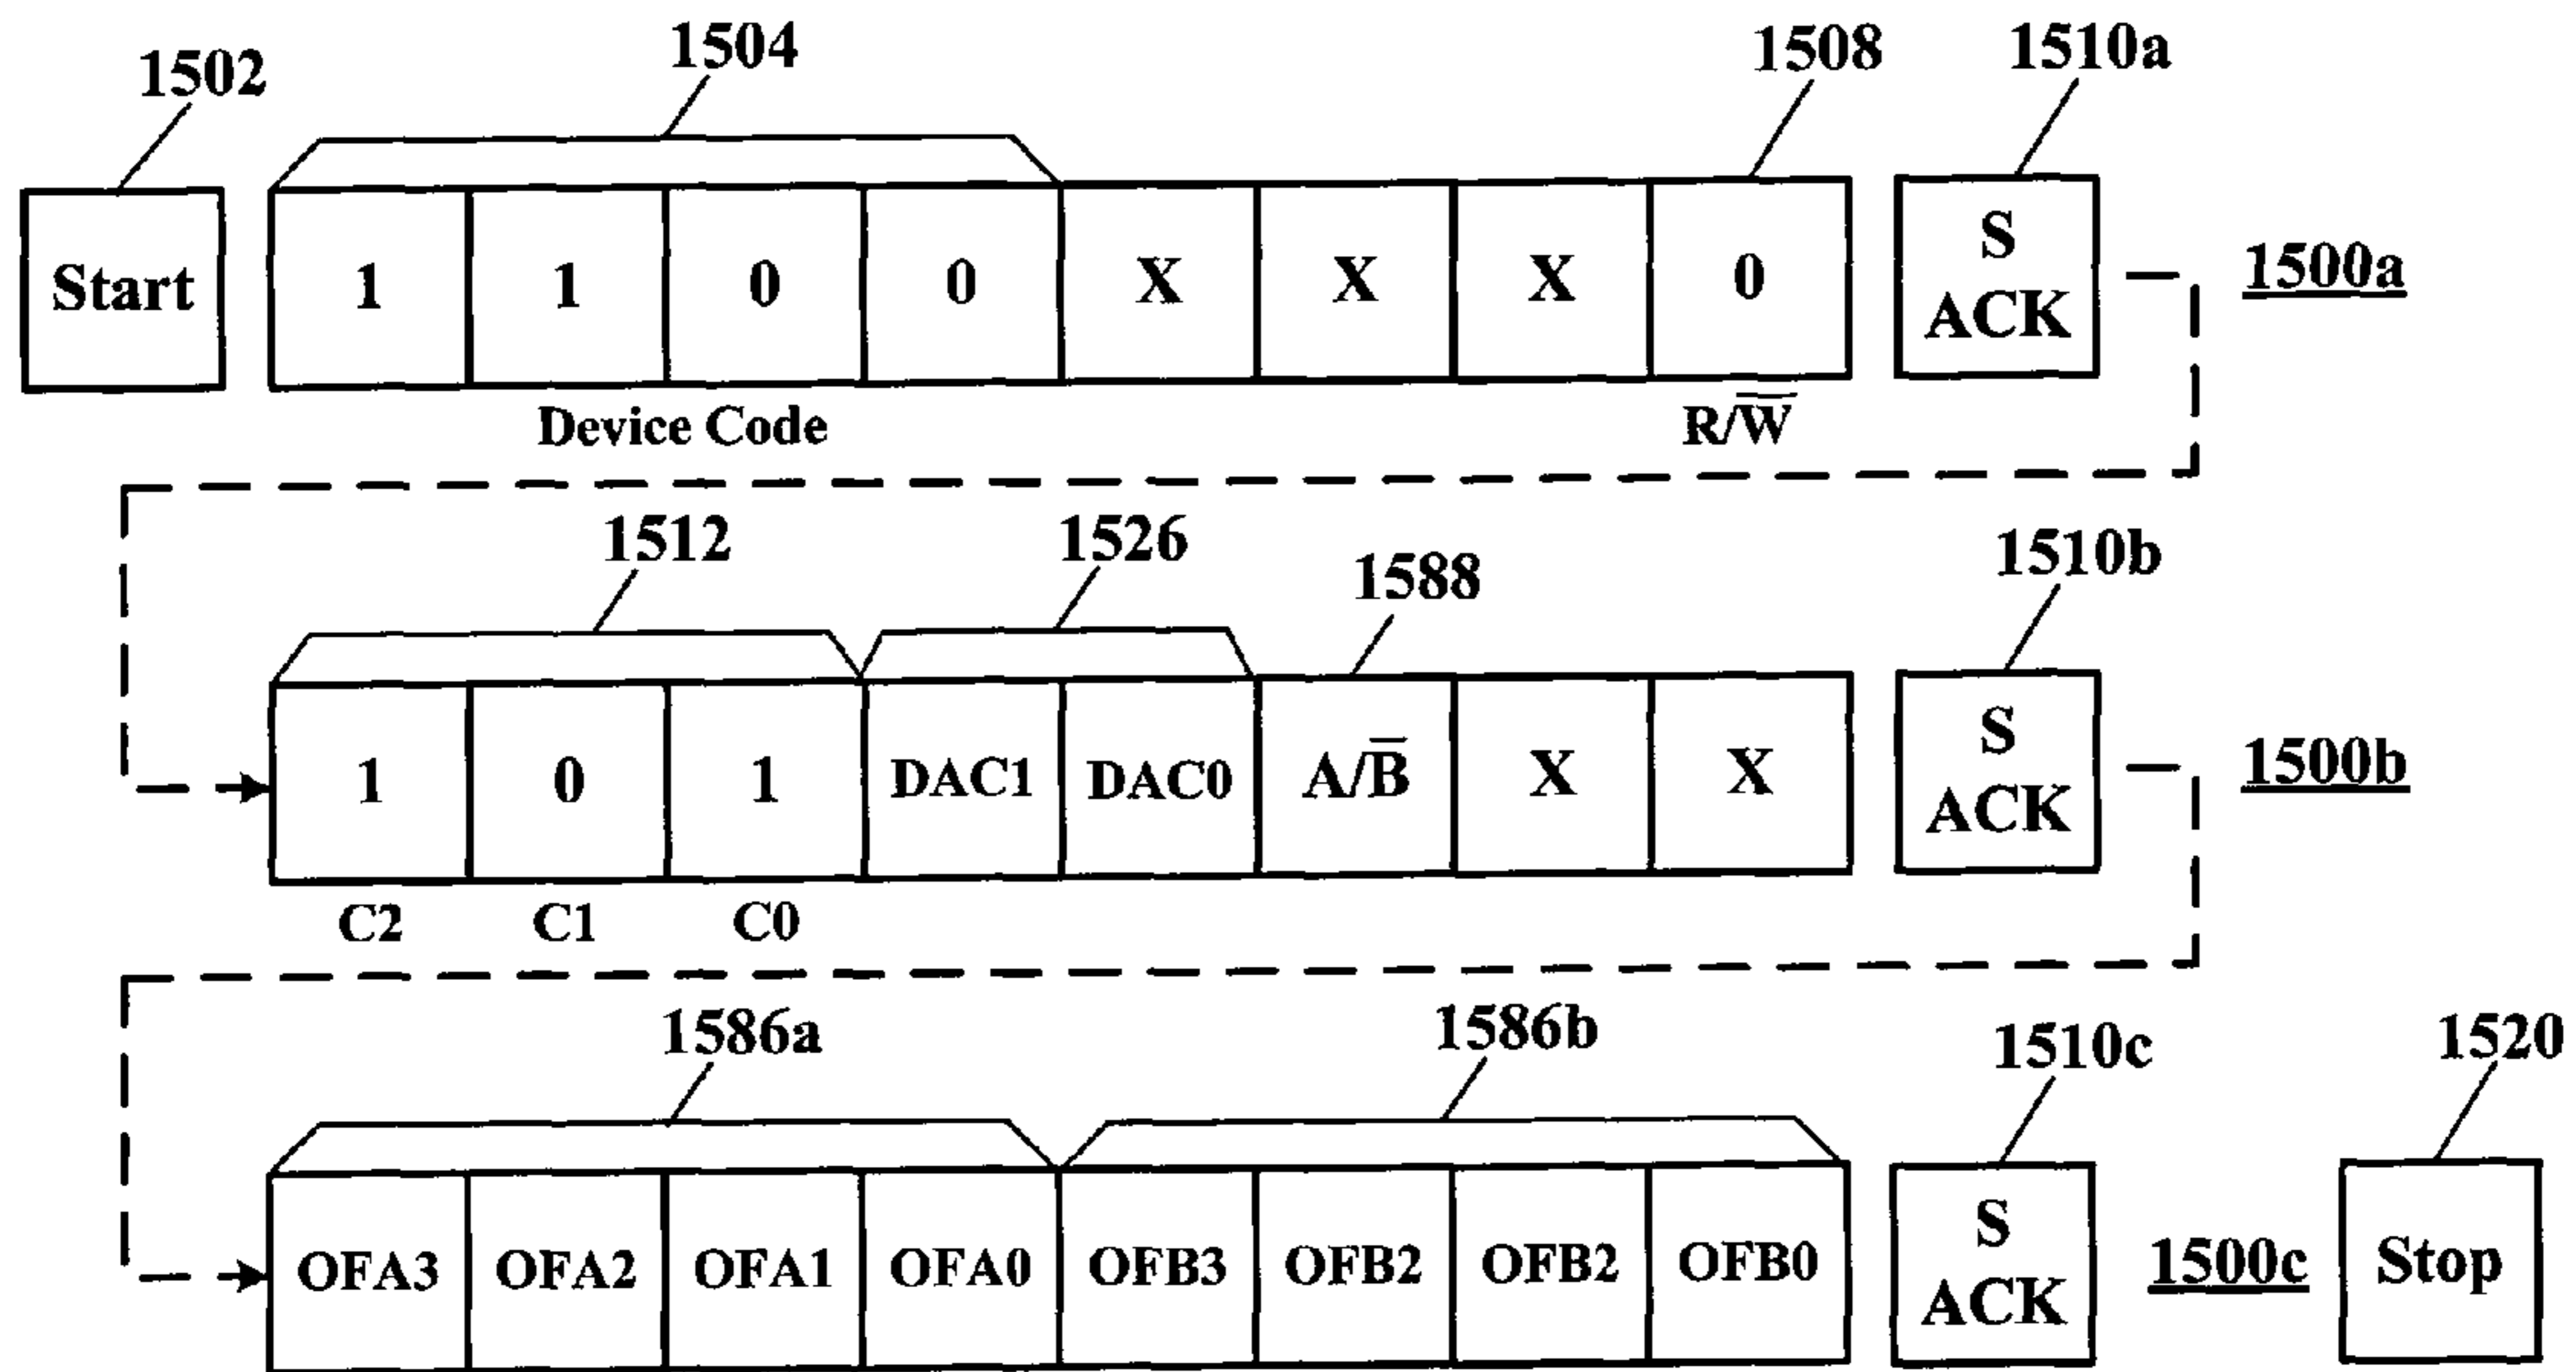 1502 1504 1508 1510a
Start 1 1 0 0 X X X 0 S ACK 1500a
Device Code R/W̅
1512 1526 1588 1510b
1 0 1 DAC1 DAC0 A/B̅ X X S ACK 1500b
C2 C1 C0
1586a 1586b 1510c 1520
OFA3 OFA2 OFA1 OFA0 OFB3 OFB2 OFB2 OFB0 S ACK 1500c Stop